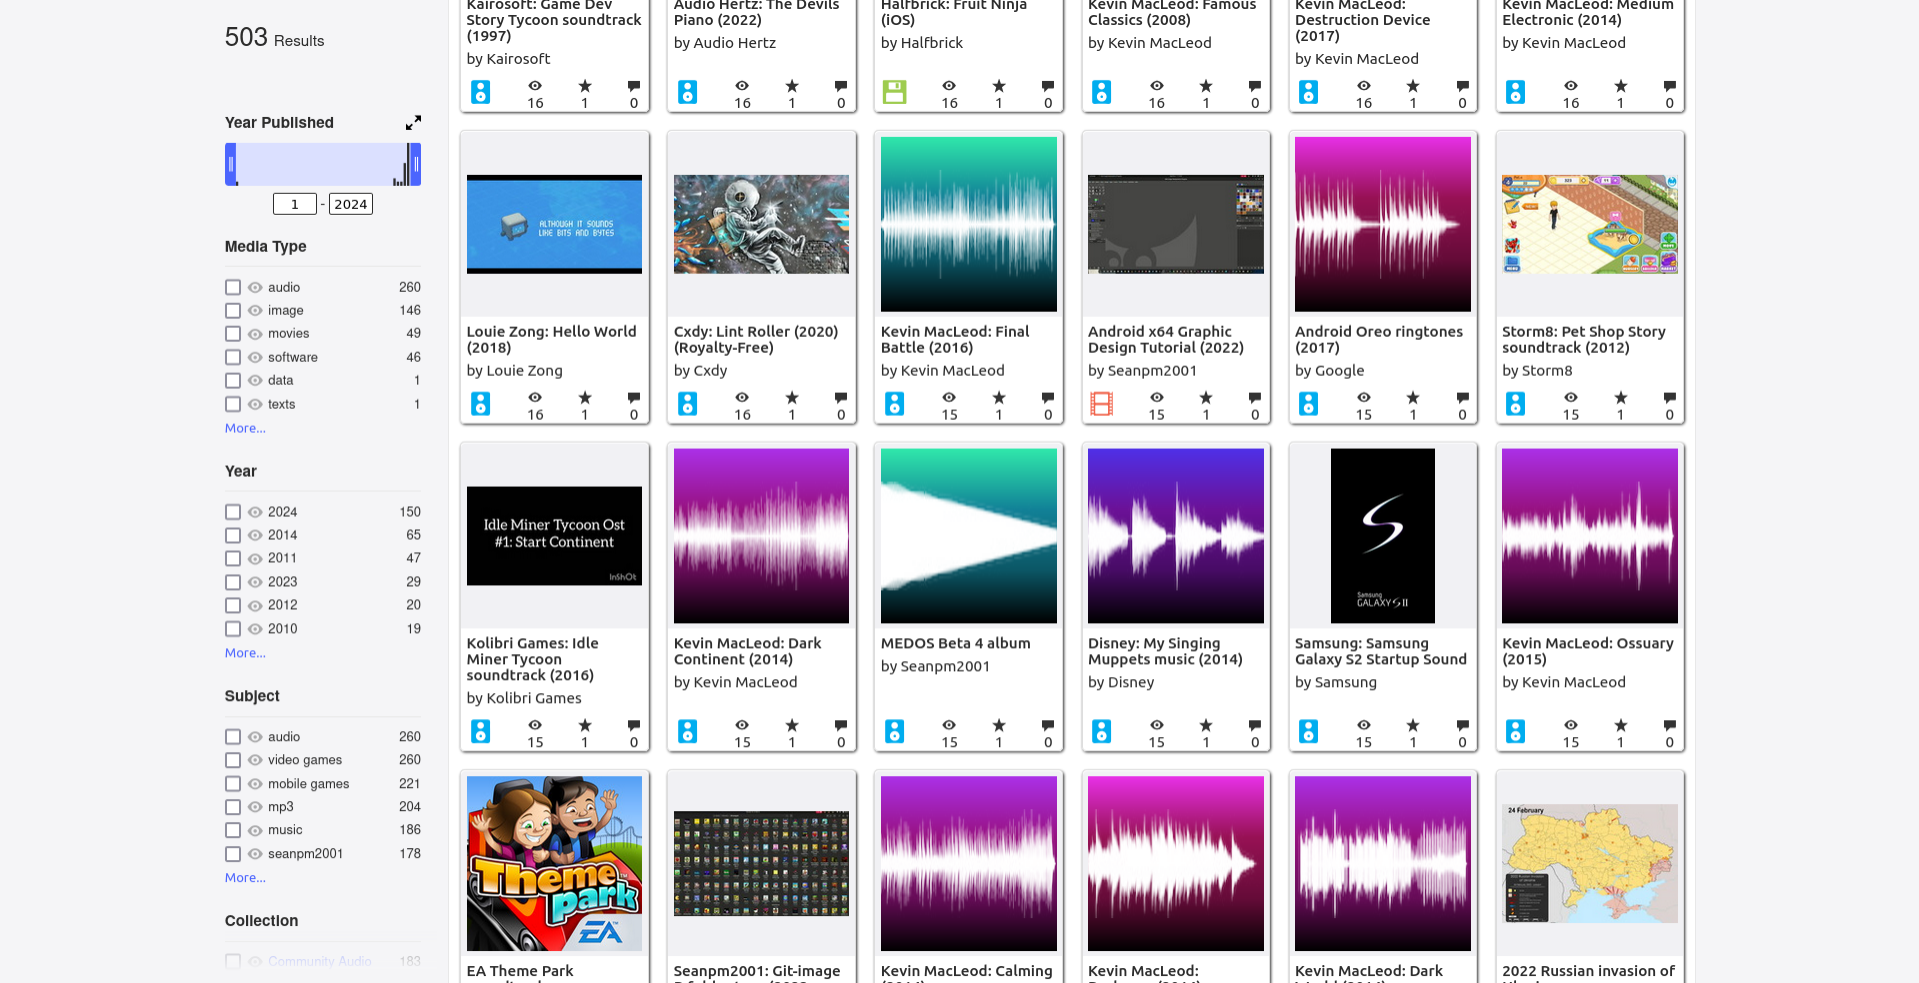 503 Results
Year Published
1 - 2024
Media Type
audio 260
image 146
movies 49
software 46
data 1
texts 1
More...
Year
2024 150
2014 65
2011 47
2023 29
2012 20
2010 19
More...
Subject
audio 260
video games 260
mobile games 221
mp3 204
music 186
seanpm2001 178
More...
Collection
Community Audio 183
Kairosoft: Game Dev
Story Tycoon soundtrack
(1997)
by Kairosoft
16 1 0
Audio Hertz: The Devils
Piano (2022)
by Audio Hertz
16 1 0
Halfbrick: Fruit Ninja
(iOS)
by Halfbrick
16 1 0
Kevin MacLeod: Famous
Classics (2008)
by Kevin MacLeod
16 1 0
Kevin MacLeod:
Destruction Device
(2017)
by Kevin MacLeod
16 1 0
Kevin MacLeod: Medium
Electronic (2014)
by Kevin MacLeod
16 1 0
ALTHOUGH IT SOUNDS
LIKE BITS AND BYTES
Louie Zong: Hello World
(2018)
by Louie Zong
16 1 0
Cxdy: Lint Roller (2020)
(Royalty-Free)
by Cxdy
16 1 0
Kevin MacLeod: Final
Battle (2016)
by Kevin MacLeod
15 1 0
Android x64 Graphic
Design Tutorial (2022)
by Seanpm2001
15 1 0
Android Oreo ringtones
(2017)
by Google
15 1 0
Storm8: Pet Shop Story
soundtrack (2012)
by Storm8
15 1 0
Idle Miner Tycoon Ost
#1: Start Continent
InShOt
Kolibri Games: Idle
Miner Tycoon
soundtrack (2016)
by Kolibri Games
15 1 0
Kevin MacLeod: Dark
Continent (2014)
by Kevin MacLeod
15 1 0
MEDOS Beta 4 album
by Seanpm2001
15 1 0
Disney: My Singing
Muppets music (2014)
by Disney
15 1 0
S
Samsung
GALAXY S II
Samsung: Samsung
Galaxy S2 Startup Sound
by Samsung
15 1 0
Kevin MacLeod: Ossuary
(2015)
by Kevin MacLeod
15 1 0
Theme
park
EA
EA Theme Park
Seanpm2001: Git-image
Kevin MacLeod: Calming
Kevin MacLeod:
Kevin MacLeod: Dark
24 February
2022 Russian invasion of